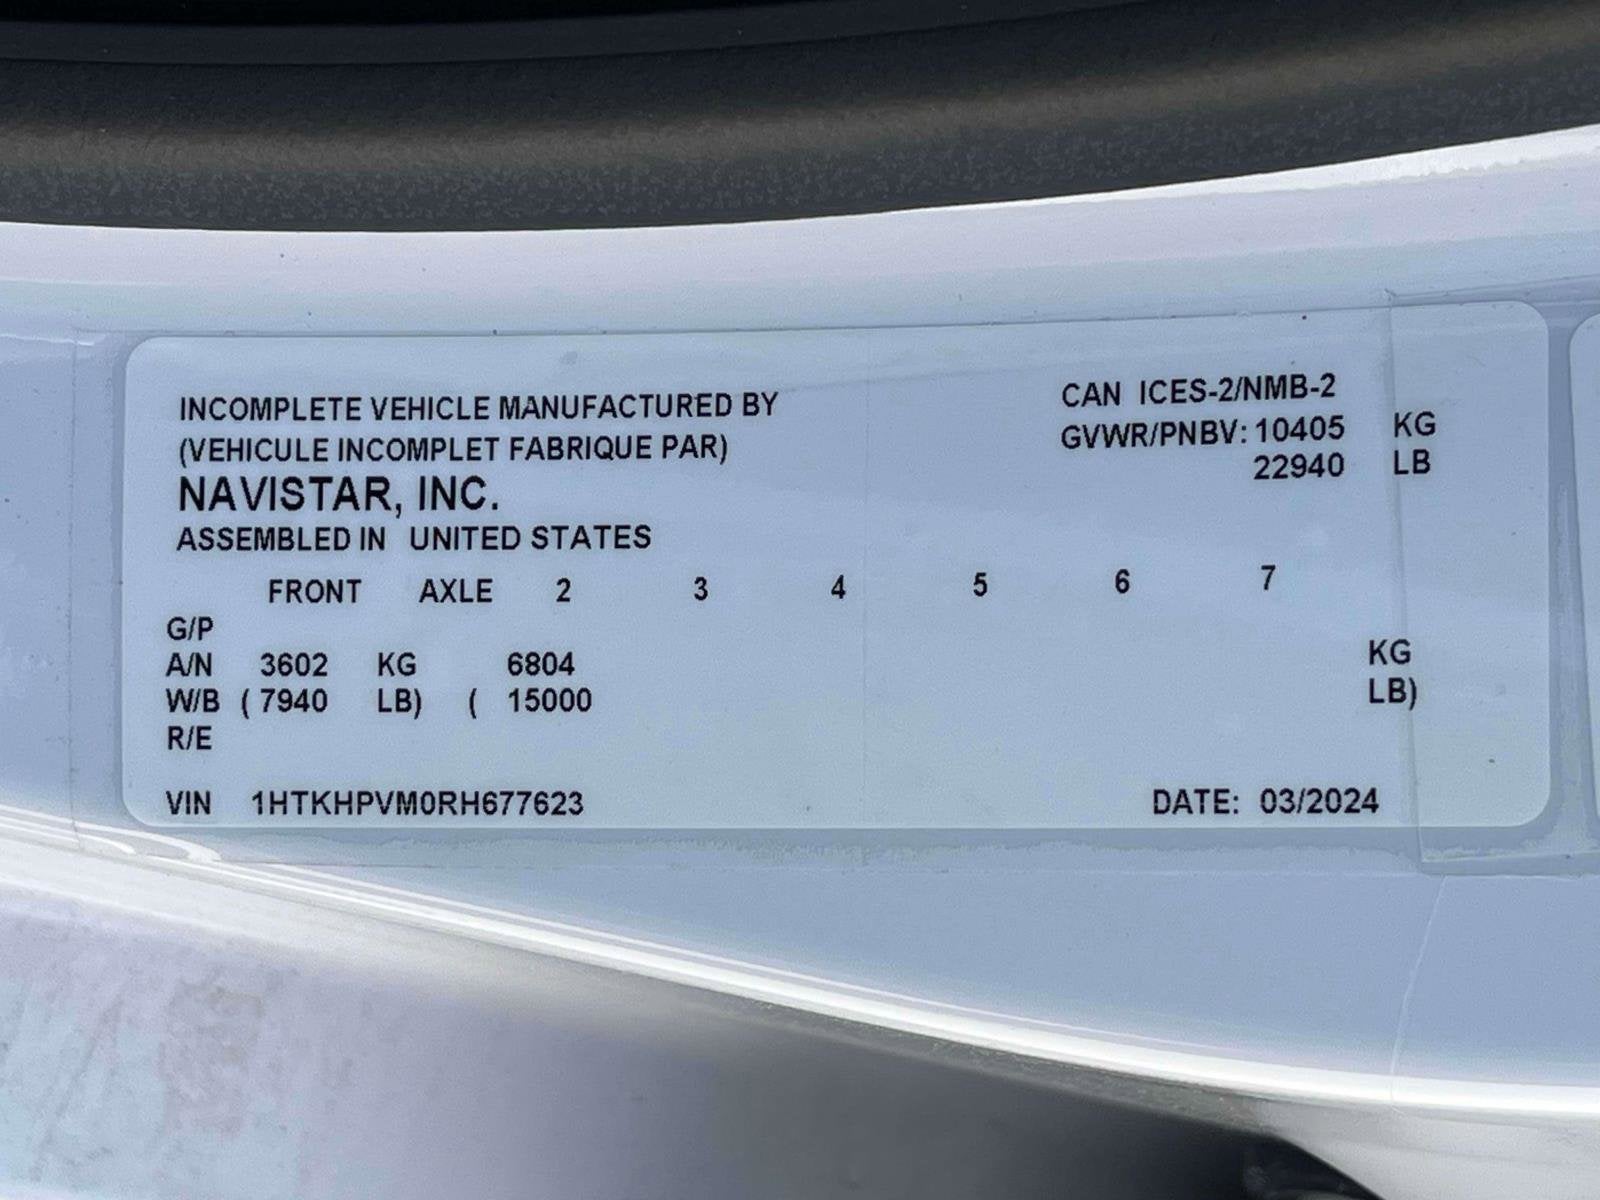 INCOMPLETE VEHICLE MANUFACTURED BY
(VEHICULE INCOMPLET FABRIQUE PAR)
NAVISTAR, INC.
ASSEMBLED IN UNITED STATES
CAN ICES-2/NMB-2
GVWR/PNBV: 10405 KG
22940 LB
FRONT AXLE 2 3 4 5 6 7
G/P
A/N 3602 KG 6804 KG
W/B ( 7940 LB) ( 15000 LB)
R/E
VIN 1HTKHPVM0RH677623 DATE: 03/2024